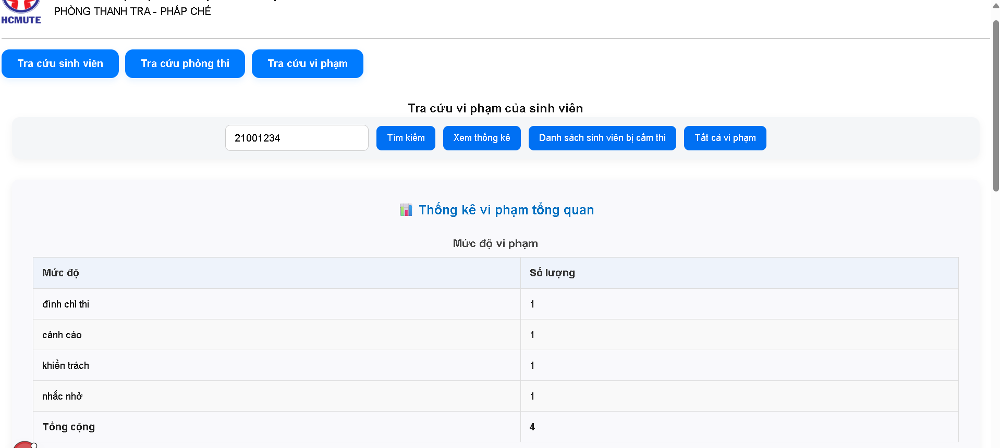 HCMUTE
PHÒNG THANH TRA - PHÁP CHẾ
Tra cứu sinh viên
Tra cứu phòng thi
Tra cứu vi phạm
Tra cứu vi phạm của sinh viên
21001234
Tìm kiếm
Xem thống kê
Danh sách sinh viên bị cấm thi
Tất cả vi phạm
Thống kê vi phạm tổng quan
Mức độ vi phạm
Mức độ Số lượng
đình chỉ thi 1
cảnh cáo 1
khiển trách 1
nhắc nhở 1
Tổng cộng 4